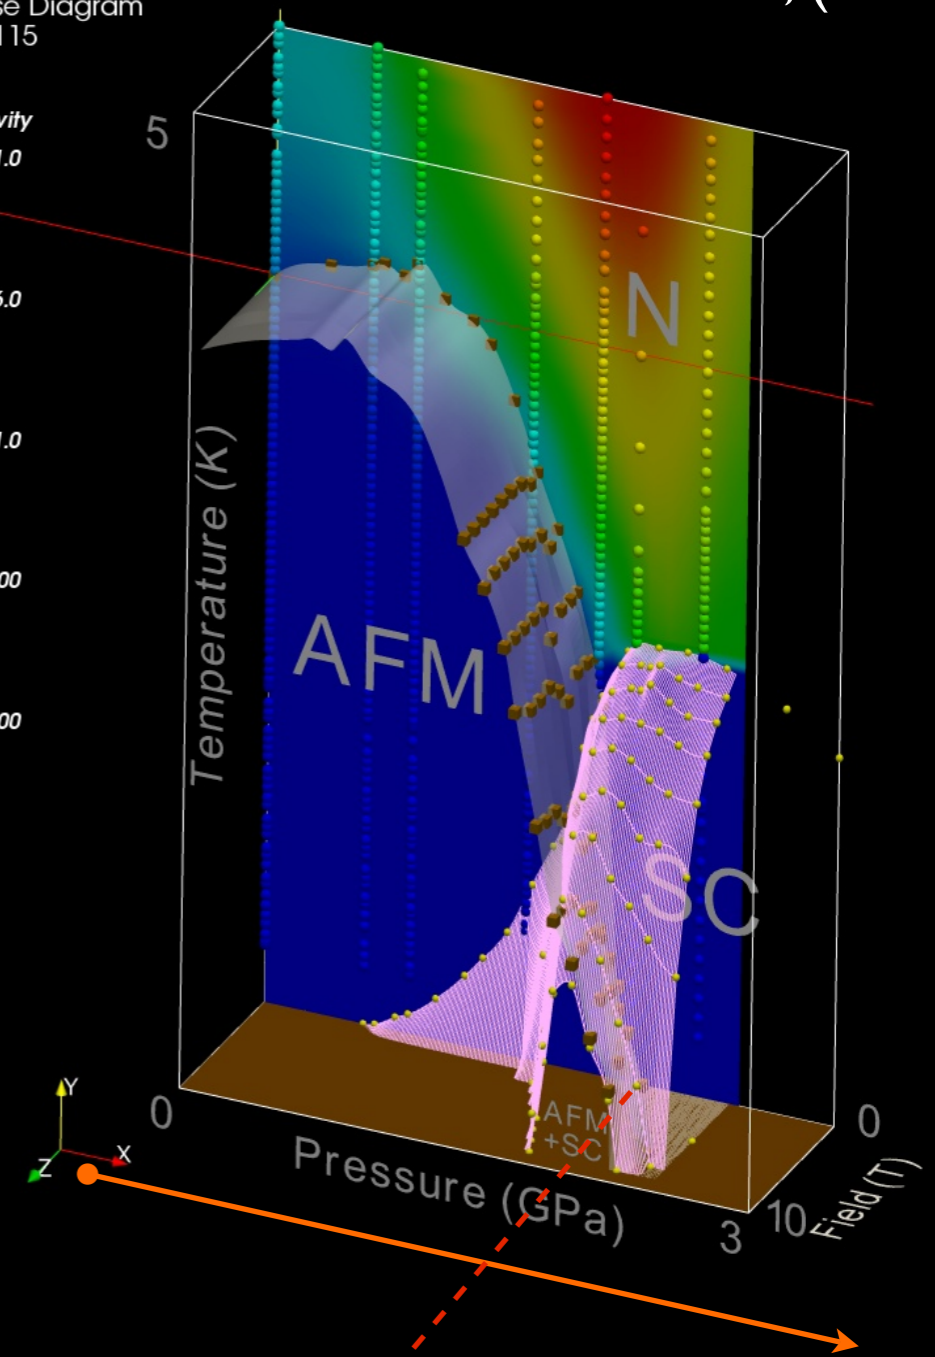 se Diagram
115
vity
1.0
5
6.0
N
1.0
Temperature (K)
00
AFM
00
SC
Y
X
Z
0
AFM
+SC
0
Pressure (GPa)
3
10
Field (T)